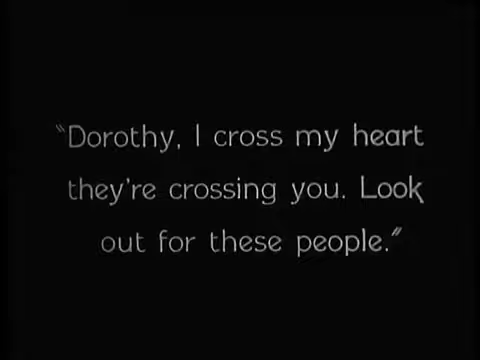 "Dorothy, I cross my heart
they're crossing you. Look
out for these people."